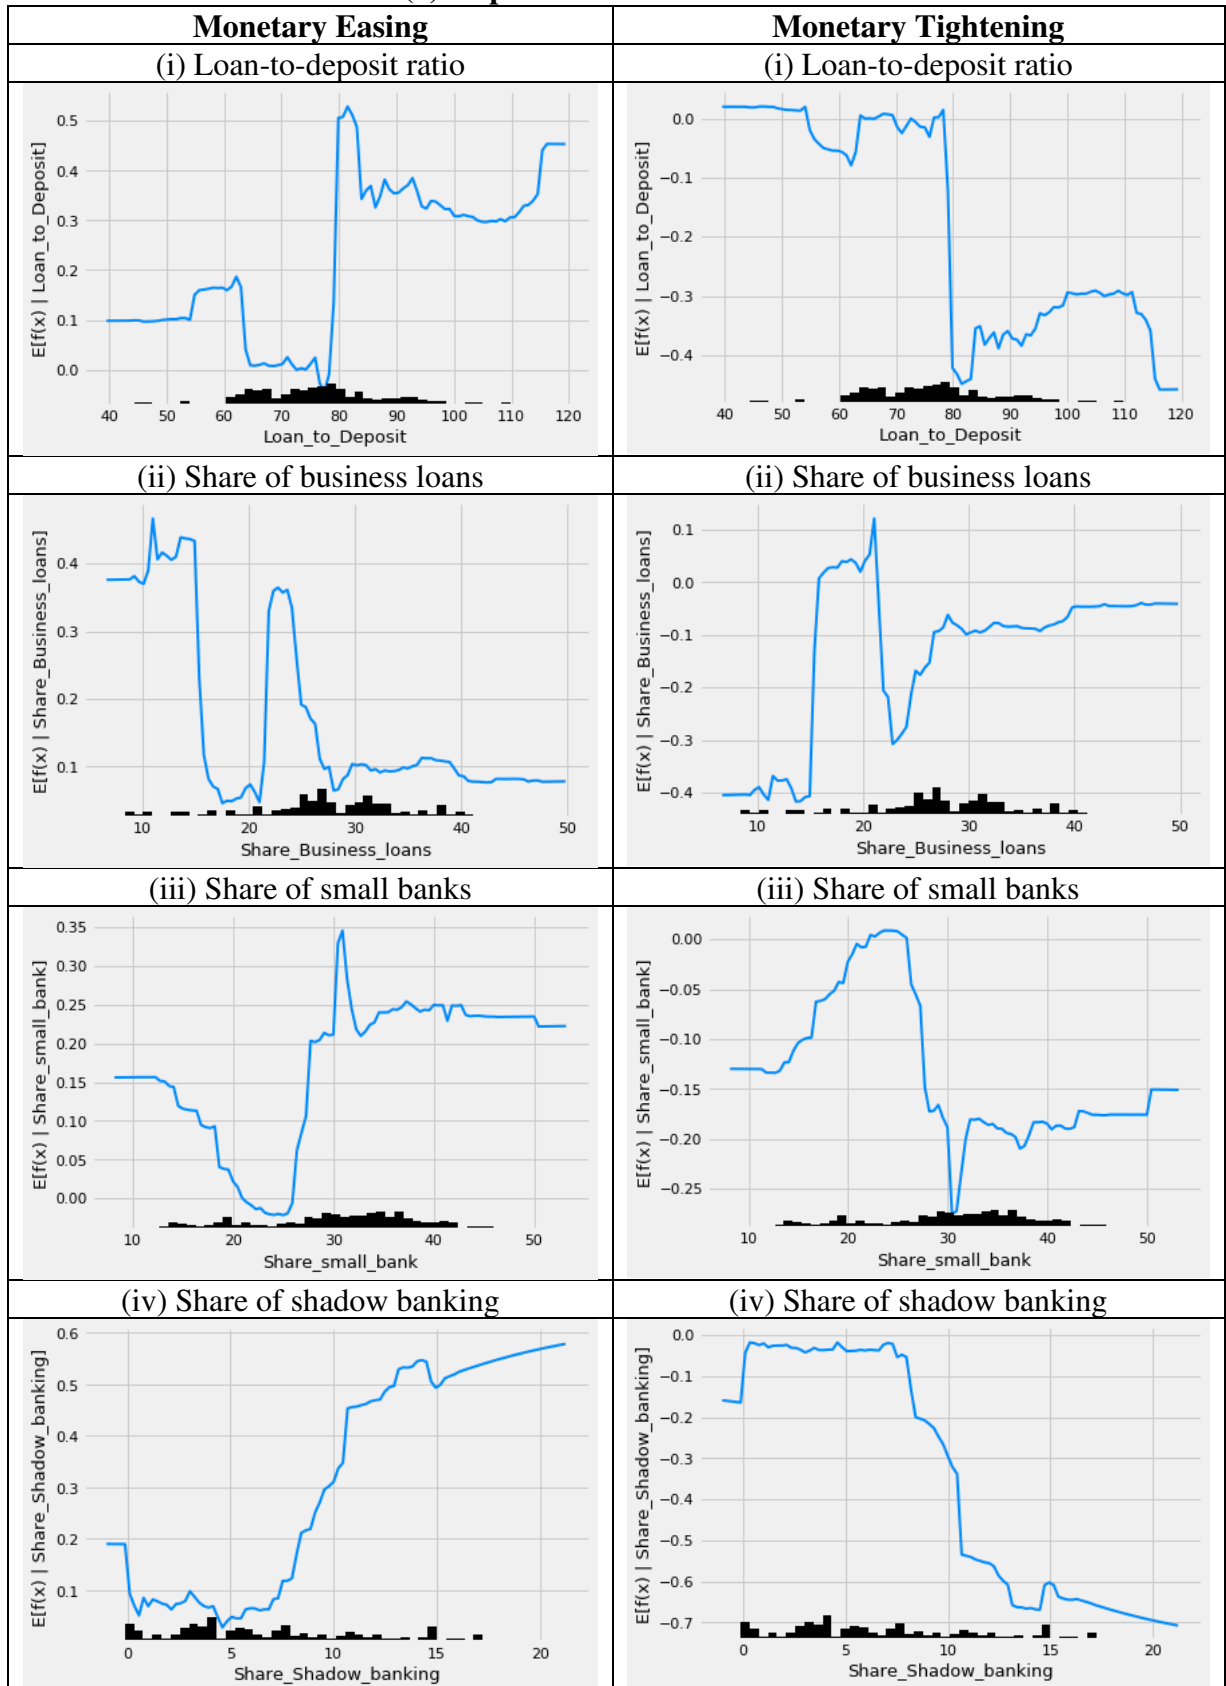 Monetary Easing
Monetary Tightening
(i) Loan-to-deposit ratio
(i) Loan-to-deposit ratio
E[f(x) | Loan_to_Deposit]
0.5
0.4
0.3
0.2
0.1
0.0
40 50 60 70 80 90 100 110 120
Loan_to_Deposit
E[f(x) | Loan_to_Deposit]
0.0
−0.1
−0.2
−0.3
−0.4
40 50 60 70 80 90 100 110 120
Loan_to_Deposit
(ii) Share of business loans
(ii) Share of business loans
E[f(x) | Share_Business_loans]
0.4
0.3
0.2
0.1
10 20 30 40 50
Share_Business_loans
E[f(x) | Share_Business_loans]
0.1
0.0
−0.1
−0.2
−0.3
−0.4
10 20 30 40 50
Share_Business_loans
(iii) Share of small banks
(iii) Share of small banks
E[f(x) | Share_small_bank]
0.35
0.30
0.25
0.20
0.15
0.10
0.05
0.00
10 20 30 40 50
Share_small_bank
E[f(x) | Share_small_bank]
0.00
−0.05
−0.10
−0.15
−0.20
−0.25
10 20 30 40 50
Share_small_bank
(iv) Share of shadow banking
(iv) Share of shadow banking
E[f(x) | Share_Shadow_banking]
0.6
0.5
0.4
0.3
0.2
0.1
0 5 10 15 20
Share_Shadow_banking
E[f(x) | Share_Shadow_banking]
0.0
−0.1
−0.2
−0.3
−0.4
−0.5
−0.6
−0.7
0 5 10 15 20
Share_Shadow_banking